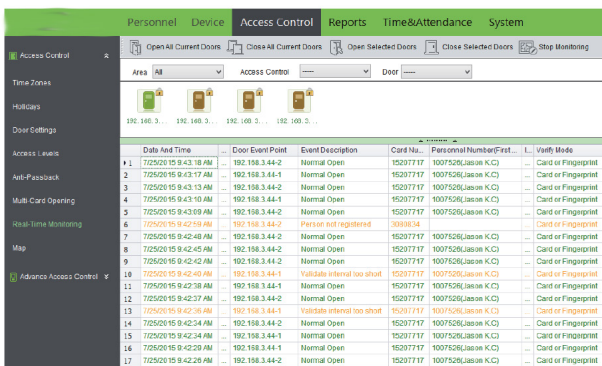 Personnel Device Access Control Reports Time&Attendance System
Open All Current Doors Close All Current Doors Open Selected Doors Close Selected Doors Stop Monitoring
Access Control
Area All Access Control ----- Door -----
Time Zones
Holidays
Door Settings
Access Levels
Anti-Passback
Multi-Card Opening
Real-Time Monitoring
Map
Advance Access Control
192.168.3... 192.168.3... 192.168.3... 192.168.3...
Date And Time ... Door Event Point Event Description Card Nu... Personnel Number(First... I... Verify Mode
1 7/25/2015 9:43:18 AM ... 192.168.3.44-2 Normal Open 15207717 1007526(Jason K.C) ... Card or Fingerprint
2 7/25/2015 9:43:17 AM ... 192.168.3.44-1 Normal Open 15207717 1007526(Jason K.C) ... Card or Fingerprint
3 7/25/2015 9:43:13 AM ... 192.168.3.44-2 Normal Open 15207717 1007526(Jason K.C) ... Card or Fingerprint
4 7/25/2015 9:43:10 AM ... 192.168.3.44-1 Normal Open 15207717 1007526(Jason K.C) ... Card or Fingerprint
5 7/25/2015 9:43:09 AM ... 192.168.3.44-2 Normal Open 15207717 1007526(Jason K.C) ... Card or Fingerprint
6 7/25/2015 9:42:59 AM ... 192.168.3.44-2 Person not registered ... Card or Fingerprint
7 7/25/2015 9:42:48 AM ... 192.168.3.44-2 Normal Open 15207717 1007526(Jason K.C) ... Card or Fingerprint
8 7/25/2015 9:42:45 AM ... 192.168.3.44-2 Normal Open 15207717 1007526(Jason K.C) ... Card or Fingerprint
9 7/25/2015 9:42:42 AM ... 192.168.3.44-2 Normal Open 15207717 1007526(Jason K.C) ... Card or Fingerprint
10 7/25/2015 9:42:40 AM ... 192.168.3.44-1 Validate interval too short 15207717 1007526(Jason K.C) ... Card or Fingerprint
11 7/25/2015 9:42:38 AM ... 192.168.3.44-1 Normal Open 15207717 1007526(Jason K.C) ... Card or Fingerprint
12 7/25/2015 9:42:37 AM ... 192.168.3.44-2 Normal Open 15207717 1007526(Jason K.C) ... Card or Fingerprint
13 7/25/2015 9:42:36 AM ... 192.168.3.44-1 Validate interval too short 15207717 1007526(Jason K.C) ... Card or Fingerprint
14 7/25/2015 9:42:34 AM ... 192.168.3.44-2 Normal Open 15207717 1007526(Jason K.C) ... Card or Fingerprint
15 7/25/2015 9:42:34 AM ... 192.168.3.44-1 Normal Open 15207717 1007526(Jason K.C) ... Card or Fingerprint
16 7/25/2015 9:42:29 AM ... 192.168.3.44-1 Normal Open 15207717 1007526(Jason K.C) ... Card or Fingerprint
17 7/25/2015 9:42:26 AM ... 192.168.3.44-2 Normal Open 15207717 1007526(Jason K.C) ... Card or Fingerprint